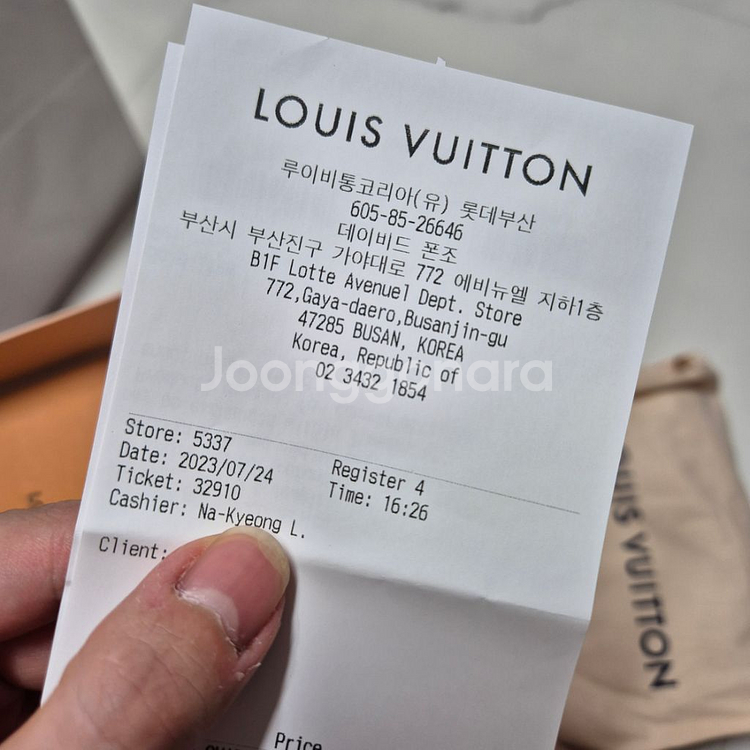 LOUIS VUITTON
루이비통코리아(유) 롯데부산
605-85-26646
데이비드 폰조
부산시 부산진구 가야대로 772 에비뉴엘 지하1층
B1F Lotte Avenuel Dept. Store
772,Gaya-daero,Busanjin-gu
47285 BUSAN, KOREA
Korea, Republic of
02 3432 1854
Joonggonara
Store: 5337
Register 4
Date: 2023/07/24
Time: 16:26
Ticket: 32910
Cashier: Na-Kyeong L.
Client:
Price
LOUIS VUITTON